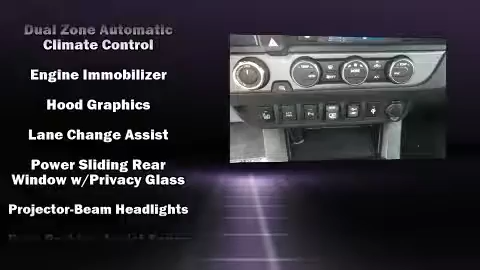 Dual Zone Automatic
Climate Control
Engine Immobilizer
Hood Graphics
Lane Change Assist
Power Sliding Rear
Window w/Privacy Glass
Projector-Beam Headlights